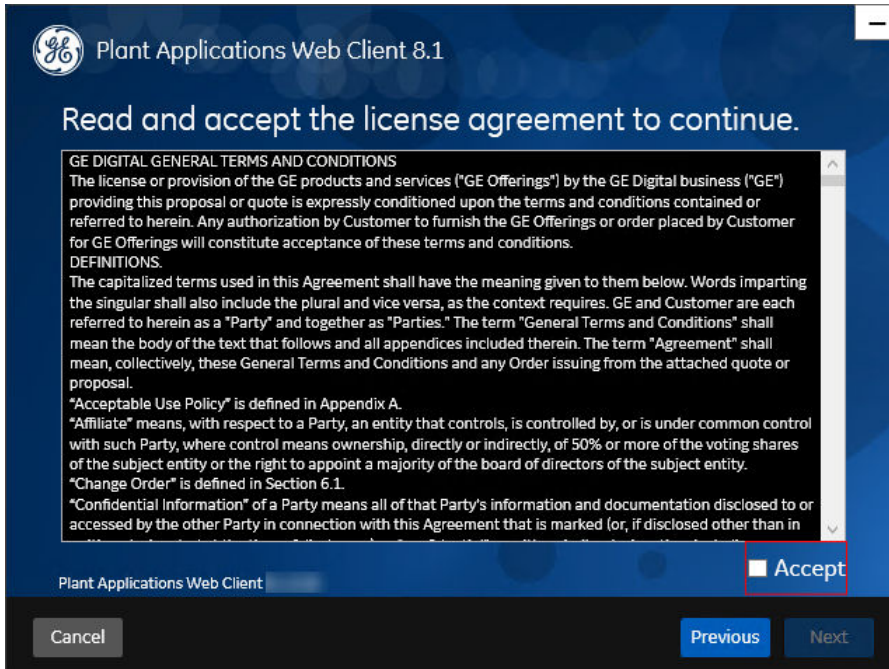 Plant Applications Web Client 8.1
Read and accept the license agreement to continue.
GE DIGITAL GENERAL TERMS AND CONDITIONS
The license or provision of the GE products and services ("GE Offerings") by the GE Digital business ("GE")
providing this proposal or quote is expressly conditioned upon the terms and conditions contained or
referred to herein. Any authorization by Customer to furnish the GE Offerings or order placed by Customer
for GE Offerings will constitute acceptance of these terms and conditions.
DEFINITIONS.
The capitalized terms used in this Agreement shall have the meaning given to them below. Words imparting
the singular shall also include the plural and vice versa, as the context requires. GE and Customer are each
referred to herein as a "Party" and together as "Parties." The term "General Terms and Conditions" shall
mean the body of the text that follows and all appendices included therein. The term "Agreement" shall
mean, collectively, these General Terms and Conditions and any Order issuing from the attached quote or
proposal.
“Acceptable Use Policy” is defined in Appendix A.
“Affiliate” means, with respect to a Party, an entity that controls, is controlled by, or is under common control
with such Party, where control means ownership, directly or indirectly, of 50% or more of the voting shares
of the subject entity or the right to appoint a majority of the board of directors of the subject entity.
“Change Order” is defined in Section 6.1.
“Confidential Information” of a Party means all of that Party's information and documentation disclosed to or
accessed by the other Party in connection with this Agreement that is marked (or, if disclosed other than in
Accept
Plant Applications Web Client
Cancel
Previous
Next